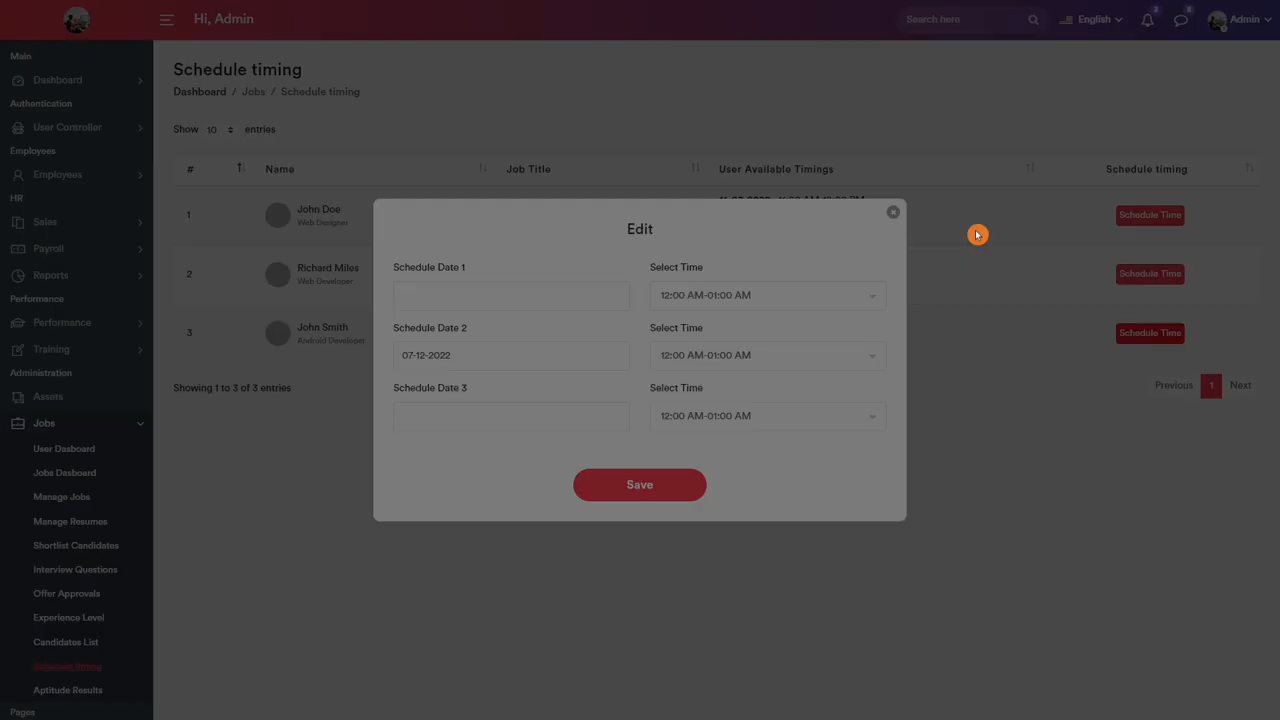 Hi, Admin
Search here
English
3
8
Admin
Main
Dashboard
Authentication
User Controller
Employees
Employees
HR
Sales
Payroll
Reports
Performance
Performance
Training
Administration
Assets
Jobs
User Dasboard
Jobs Dasboard
Manage Jobs
Manage Resumes
Shortlist Candidates
Interview Questions
Offer Approvals
Experience Level
Candidates List
Schedule timing
Aptitude Results
Pages
Schedule timing
Dashboard / Jobs / Schedule timing
Show 10 entries
# Name Job Title User Available Timings Schedule timing
1 John Doe Schedule Time
Web Designer
2 Richard Miles Schedule Time
Web Developer
3 John Smith Schedule Time
Android Developer
Showing 1 to 3 of 3 entries
Previous 1 Next
Edit
Schedule Date 1 Select Time
12:00 AM-01:00 AM
Schedule Date 2 Select Time
07-12-2022 12:00 AM-01:00 AM
Schedule Date 3 Select Time
12:00 AM-01:00 AM
Save